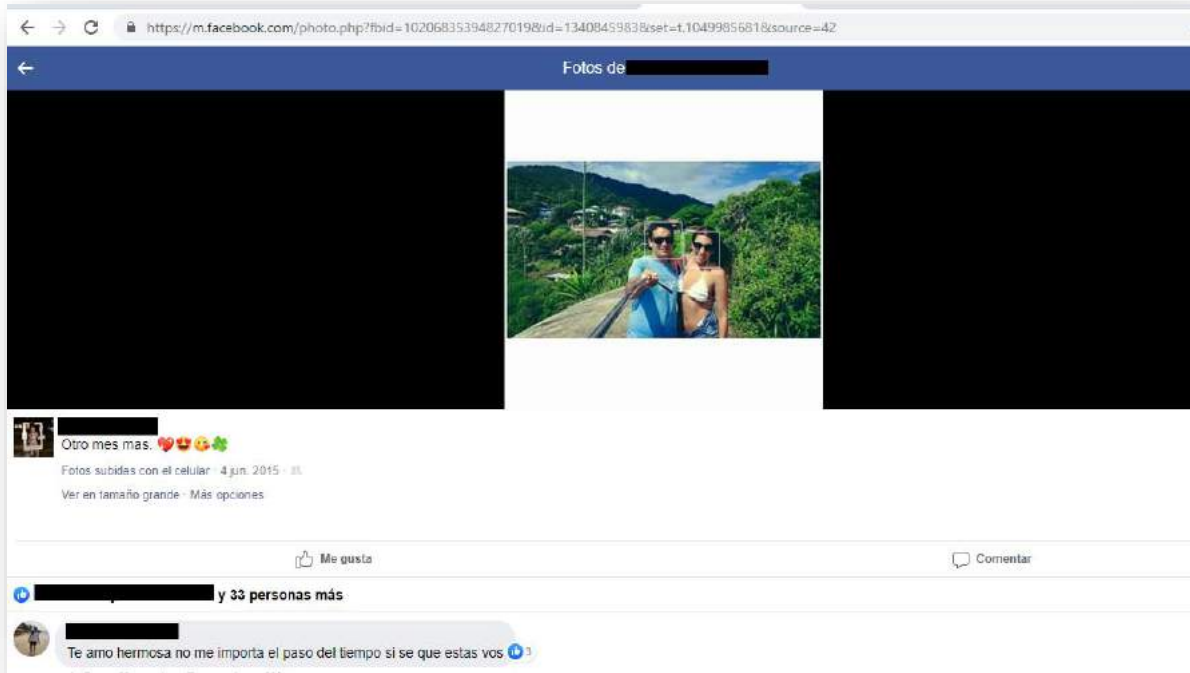 https://m.facebook.com/photo.php?fbid=10206835394827019&id=1340845983&set=t.1049985681&source=42
Fotos de
Otro mes mas.
Fotos subidas con el celular · 4 jun. 2015 ·
Ver en tamaño grande · Más opciones
Me gusta
Comentar
y 33 personas más
Te amo hermosa no me importa el paso del tiempo si se que estas vos 3